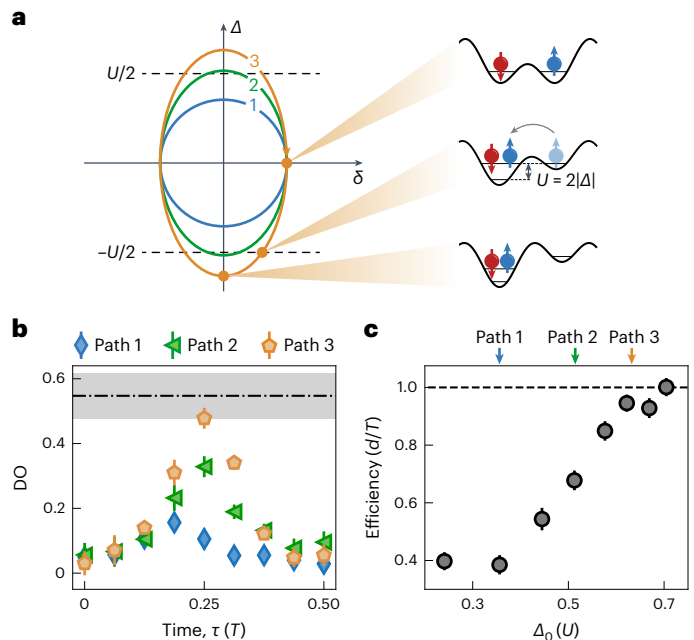 a
Δ
U/2
3
2
1
δ
–U/2
U = 2|Δ|
b
Path 1
Path 2
Path 3
0.6
0.4
0.2
0
DO
0
0.25
0.50
Time, τ (T)
c
Path 1
Path 2
Path 3
1.0
0.8
0.6
0.4
Efficiency (d/T)
0.3
0.5
0.7
Δ₀ (U)